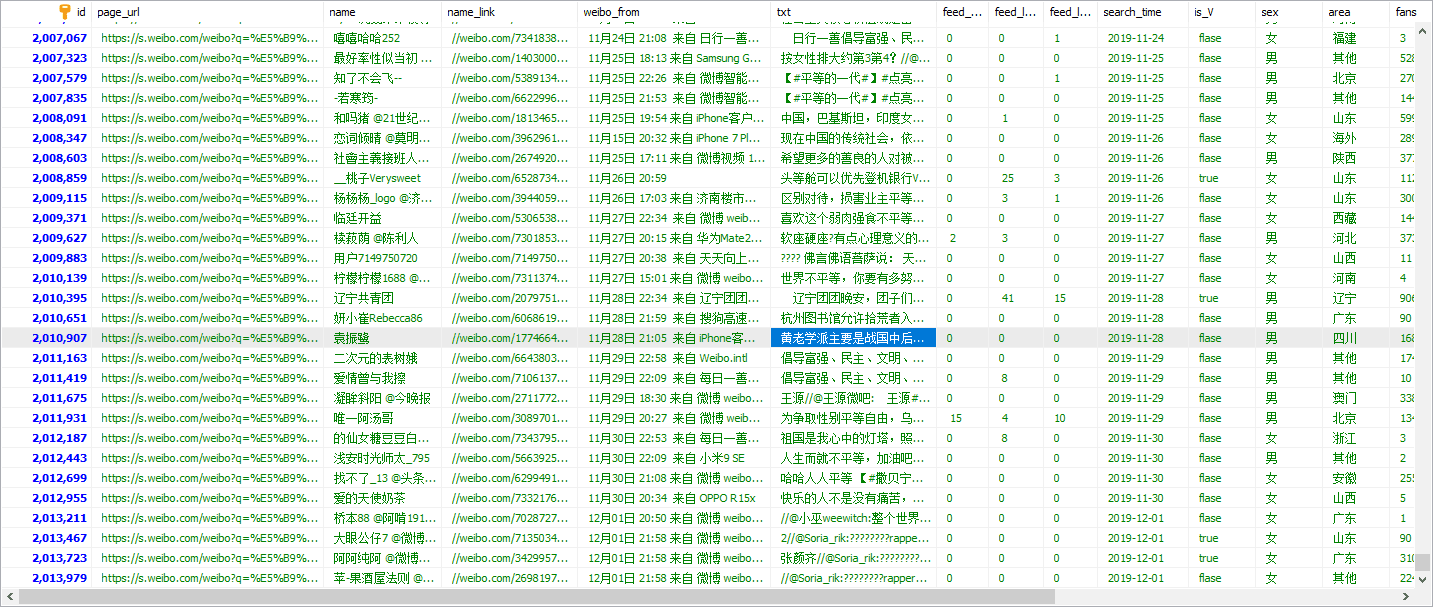 id page_url name name_link weibo_from txt feed_... feed_l... feed_l... search_time is_V sex area fans
2,007,067 https://s.weibo.com/weibo?q=%E5%B9%... 嘻嘻哈哈252 //weibo.com/7341838... 11月24日 21:08 来自 日行一善... 日行一善倡导富强、民... 0 0 1 2019-11-24 flase 女 福建 3
2,007,323 https://s.weibo.com/weibo?q=%E5%B9%... 最好率性似当初 ... //weibo.com/1403000... 11月25日 18:13 来自 Samsung G... 按女性排大约第3第4? //@... 0 0 0 2019-11-25 flase 男 其他 528
2,007,579 https://s.weibo.com/weibo?q=%E5%B9%... 知了不会飞-- //weibo.com/5389134... 11月25日 22:26 来自 微博智能... 【#平等的一代#】#点亮... 0 0 1 2019-11-25 flase 男 北京 270
2,007,835 https://s.weibo.com/weibo?q=%E5%B9%... -若寒筠- //weibo.com/6622996... 11月25日 21:53 来自 微博智能... 【#平等的一代#】#点亮... 0 0 0 2019-11-25 flase 男 其他 144
2,008,091 https://s.weibo.com/weibo?q=%E5%B9%... 和吗猪 @21世纪... //weibo.com/1813465... 11月25日 19:54 来自 iPhone客户... 中国，巴基斯坦，印度女... 0 1 0 2019-11-25 flase 女 山东 599
2,008,347 https://s.weibo.com/weibo?q=%E5%B9%... 恋词倾晴 @莫明... //weibo.com/3962961... 11月15日 20:32 来自 iPhone 7 Pl... 现在中国的传统社会，依... 0 0 0 2019-11-26 flase 女 海外 289
2,008,603 https://s.weibo.com/weibo?q=%E5%B9%... 社會主義接班人... //weibo.com/2674920... 11月25日 17:11 来自 微博视频 1... 希望更多的善良的人对被... 0 0 0 2019-11-26 flase 男 陕西 377
2,008,859 https://s.weibo.com/weibo?q=%E5%B9%... __桃子Verysweet //weibo.com/6528734... 11月26日 20:59 头等舱可以优先登机银行V... 0 25 3 2019-11-26 true 女 山东 112
2,009,115 https://s.weibo.com/weibo?q=%E5%B9%... 杨杨杨_logo @济... //weibo.com/3944059... 11月26日 17:03 来自 济南楼市... 区别对待，损害业主平等... 0 3 1 2019-11-26 flase 女 山东 300
2,009,371 https://s.weibo.com/weibo?q=%E5%B9%... 临廷开益 //weibo.com/5306538... 11月27日 22:34 来自 微博 weib... 喜欢这个弱肉强食不平等... 0 0 0 2019-11-27 flase 女 西藏 144
2,009,627 https://s.weibo.com/weibo?q=%E5%B9%... 荫 @陈利人 //weibo.com/7301853... 11月27日 20:15 来自 华为Mate2... 软座硬座?有点心理意义的... 2 3 0 2019-11-27 flase 男 河北 373
2,009,883 https://s.weibo.com/weibo?q=%E5%B9%... 用户7149750720 //weibo.com/7149750... 11月27日 20:38 来自 天天向上... ???? 佛言佛语菩萨说： 天... 0 0 0 2019-11-27 flase 女 山西 11
2,010,139 https://s.weibo.com/weibo?q=%E5%B9%... 柠檬柠檬1688 @... //weibo.com/7311374... 11月27日 15:01 来自 微博 weibo... 世界不平等，你要有多努... 0 0 0 2019-11-27 flase 女 河南 4
2,010,395 https://s.weibo.com/weibo?q=%E5%B9%... 辽宁共青团 //weibo.com/2079751... 11月28日 22:34 来自 辽宁团团... 辽宁团团晚安，团子们... 0 41 15 2019-11-28 true 男 辽宁 906
2,010,651 https://s.weibo.com/weibo?q=%E5%B9%... 妍小崔Rebecca86 //weibo.com/6068619... 11月28日 21:59 来自 搜狗高速... 杭州图书馆允许拾荒者入... 0 0 0 2019-11-28 flase 男 广东 90
2,010,907 https://s.weibo.com/weibo?q=%E5%B9%... 袁振鹭 //weibo.com/1774664... 11月28日 21:05 来自 iPhone客... 黄老学派主要是战国中后... 0 0 0 2019-11-28 flase 男 四川 168
2,011,163 https://s.weibo.com/weibo?q=%E5%B9%... 二次元的表树娥 //weibo.com/6643803... 11月29日 22:58 来自 Weibo.intl 倡导富强、民主、文明、... 0 0 0 2019-11-29 flase 男 其他 174
2,011,419 https://s.weibo.com/weibo?q=%E5%B9%... 爱情曾与我擦 //weibo.com/7106137... 11月29日 22:09 来自 每日一善... 倡导富强、民主、文明、... 0 8 0 2019-11-29 flase 男 其他 10
2,011,675 https://s.weibo.com/weibo?q=%E5%B9%... 凝眸斜阳 @今晚报 //weibo.com/2711772... 11月29日 18:30 来自 微博 weibo... 王源//@王源微吧: 王源#... 0 0 0 2019-11-29 flase 男 澳门 338
2,011,931 https://s.weibo.com/weibo?q=%E5%B9%... 唯一阿汤哥 //weibo.com/3089701... 11月29日 20:27 来自 微博 weib... 为争取性别平等自由，乌... 15 4 10 2019-11-29 flase 男 北京 134
2,012,187 https://s.weibo.com/weibo?q=%E5%B9%... 的仙女糖豆豆白... //weibo.com/7343795... 11月30日 22:53 来自 每日一善... 祖国是我心中的灯塔，照... 0 8 0 2019-11-30 flase 女 浙江 3
2,012,443 https://s.weibo.com/weibo?q=%E5%B9%... 浅安时光师太_795 //weibo.com/5663925... 11月30日 22:09 来自 小米9 SE 人生而就不平等，加油吧... 0 0 0 2019-11-30 flase 男 其他 2
2,012,699 https://s.weibo.com/weibo?q=%E5%B9%... 找不了_13 @头条... //weibo.com/6299491... 11月30日 21:08 来自 微博 weibo... 哈哈人人平等 【#撒贝宁... 0 0 0 2019-11-30 flase 女 安徽 255
2,012,955 https://s.weibo.com/weibo?q=%E5%B9%... 爱的天使奶茶 //weibo.com/7332176... 11月30日 20:34 来自 OPPO R15x 快乐的人不是没有痛苦，... 0 0 0 2019-11-30 flase 女 山西 5
2,013,211 https://s.weibo.com/weibo?q=%E5%B9%... 桥本88 @阿啃191... //weibo.com/7028727... 12月01日 20:50 来自 微博 weibo... //@小巫weewitch:整个世界... 0 0 0 2019-12-01 flase 女 广东 1
2,013,467 https://s.weibo.com/weibo?q=%E5%B9%... 大眼公仔7 @微博... //weibo.com/7135034... 12月01日 21:58 来自 微博 weibo... 2//@Soria_rik:????????rappe... 0 0 0 2019-12-01 true 女 山东 90
2,013,723 https://s.weibo.com/weibo?q=%E5%B9%... 阿阿纯阿 @微博... //weibo.com/3429957... 12月01日 21:58 来自 微博 weibo... 张颜齐//@Soria_rik:????????... 0 0 0 2019-12-01 true 女 广东 310
2,013,979 https://s.weibo.com/weibo?q=%E5%B9%... 苹-果酒屋法则 @... //weibo.com/2698197... 12月01日 21:58 来自 微博 weibo... //@Soria_rik:????????rapper... 0 0 0 2019-12-01 flase 女 其他 224